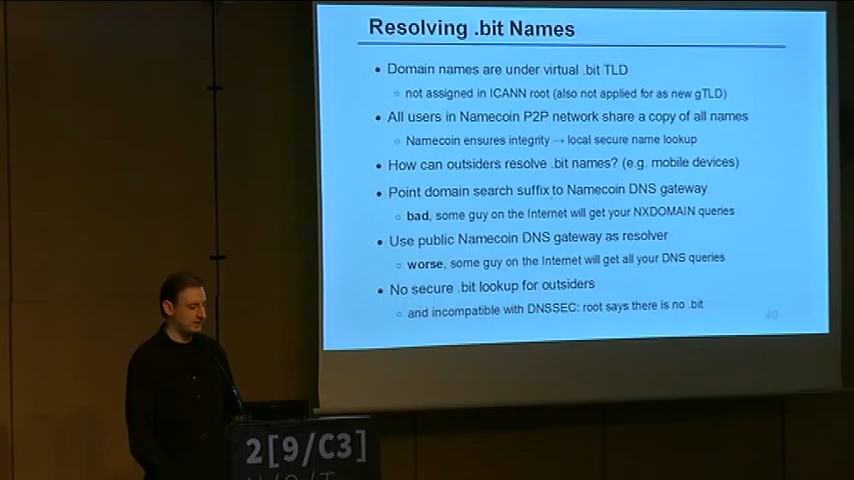 Resolving .bit Names
• Domain names are under virtual .bit TLD
○ not assigned in ICANN root (also not applied for as new gTLD)
• All users in Namecoin P2P network share a copy of all names
○ Namecoin ensures integrity → local secure name lookup
• How can outsiders resolve .bit names? (e.g. mobile devices)
• Point domain search suffix to Namecoin DNS gateway
○ bad, some guy on the Internet will get your NXDOMAIN queries
• Use public Namecoin DNS gateway as resolver
○ worse, some guy on the Internet will get all your DNS queries
• No secure .bit lookup for outsiders
○ and incompatible with DNSSEC: root says there is no .bit
40
2[9/C3]